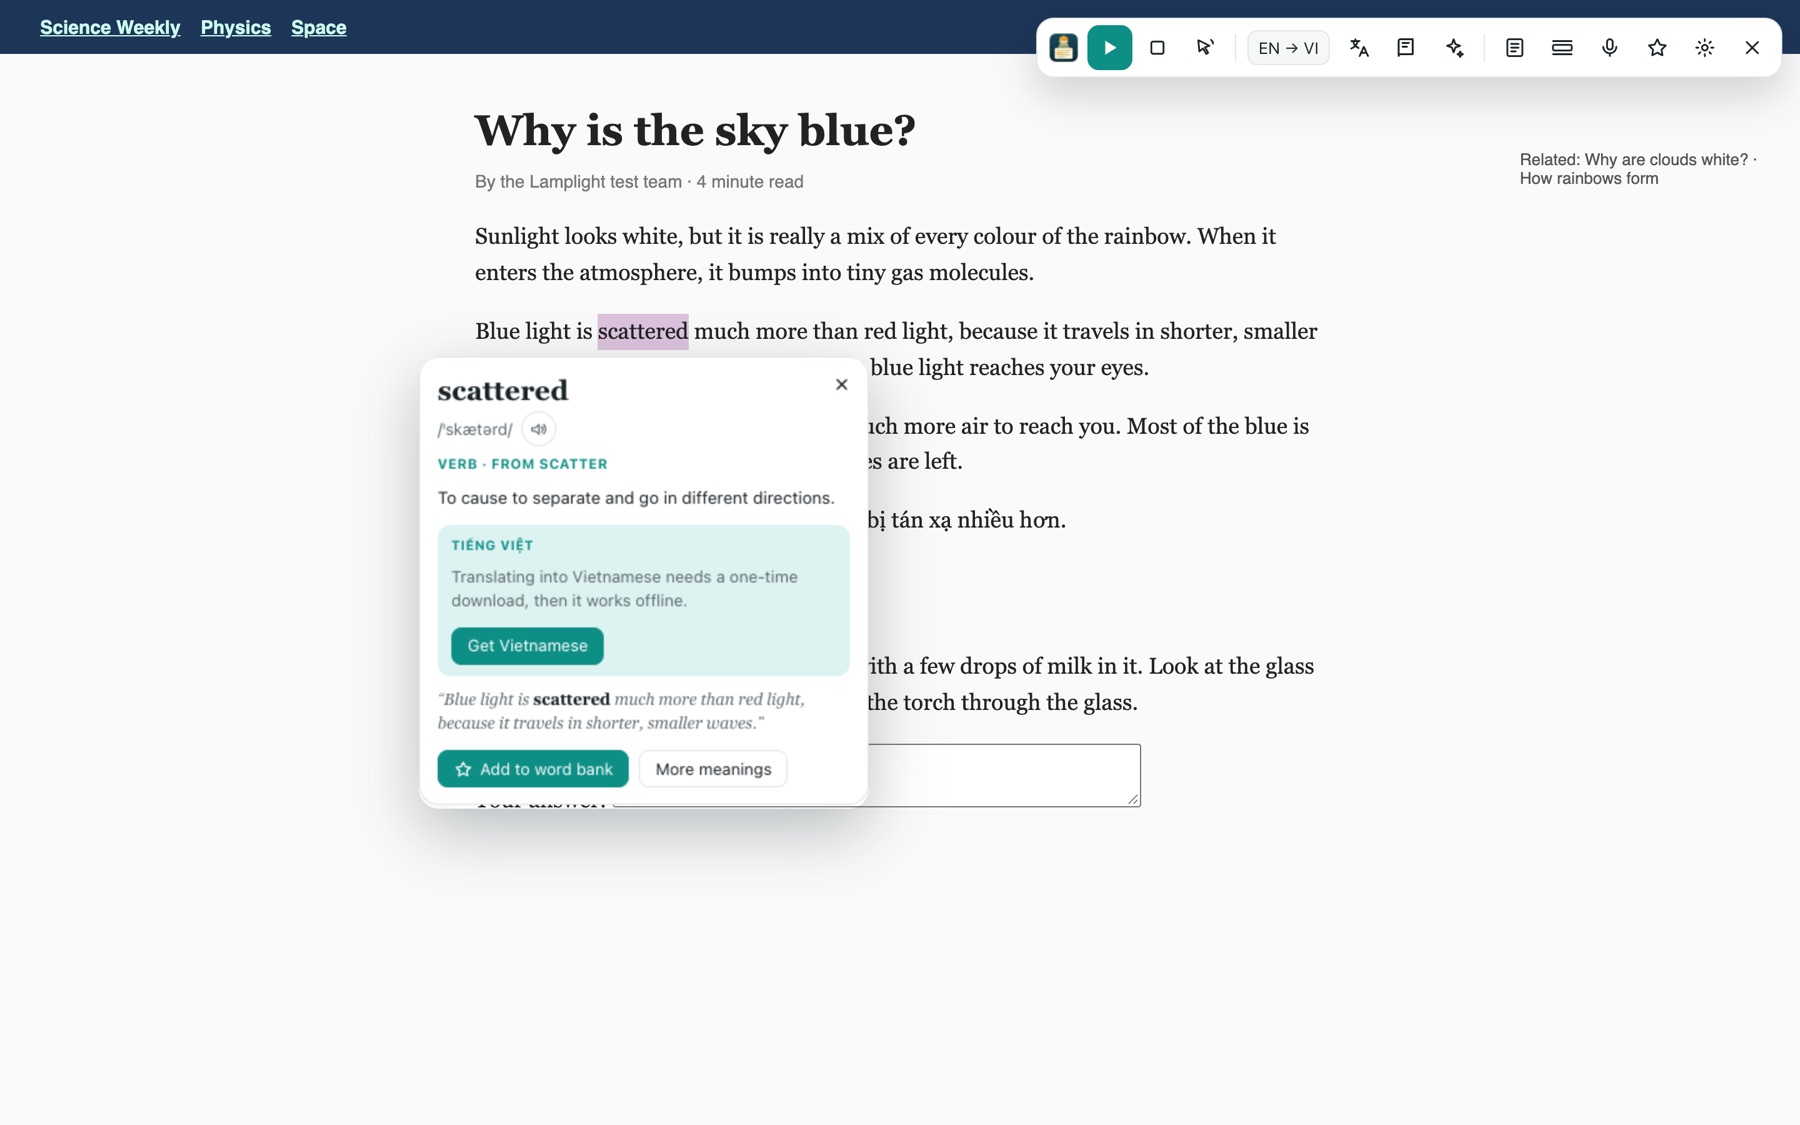 Science Weekly Physics Space
EN → VI
Why is the sky blue?
By the Lamplight test team · 4 minute read
Related: Why are clouds white? ·
How rainbows form
Sunlight looks white, but it is really a mix of every colour of the rainbow. When it
enters the atmosphere, it bumps into tiny gas molecules.
Blue light is scattered much more than red light, because it travels in shorter, smaller
blue light reaches your eyes.
more air to reach you. Most of the blue is
are left.
bị tán xạ nhiều hơn.
a few drops of milk in it. Look at the glass
the torch through the glass.
scattered
/ˈskætərd/
VERB · FROM SCATTER
To cause to separate and go in different directions.
TIẾNG VIỆT
Translating into Vietnamese needs a one-time
download, then it works offline.
Get Vietnamese
“Blue light is scattered much more than red light,
because it travels in shorter, smaller waves.”
Add to word bank More meanings